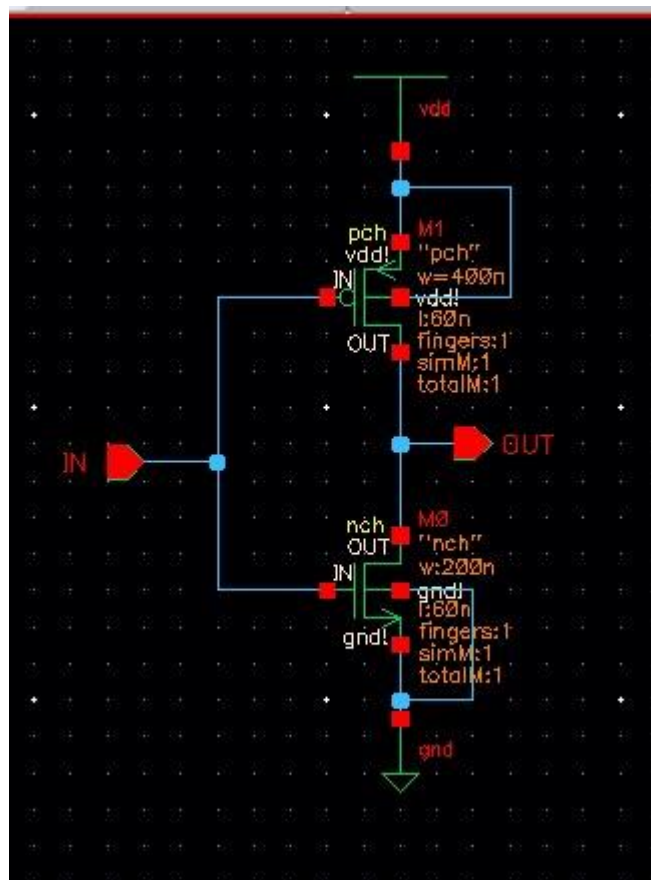 vdd
pch
M1
vdd!
"pch"
w=400n
IN
vdd!
l:60n
OUT
fingers:1
simM:1
totalM:1
IN
OUT
nch
M0
OUT
"nch"
w:200n
IN
gnd!
l:60n
fingers:1
gnd!
simM:1
totalM:1
gnd